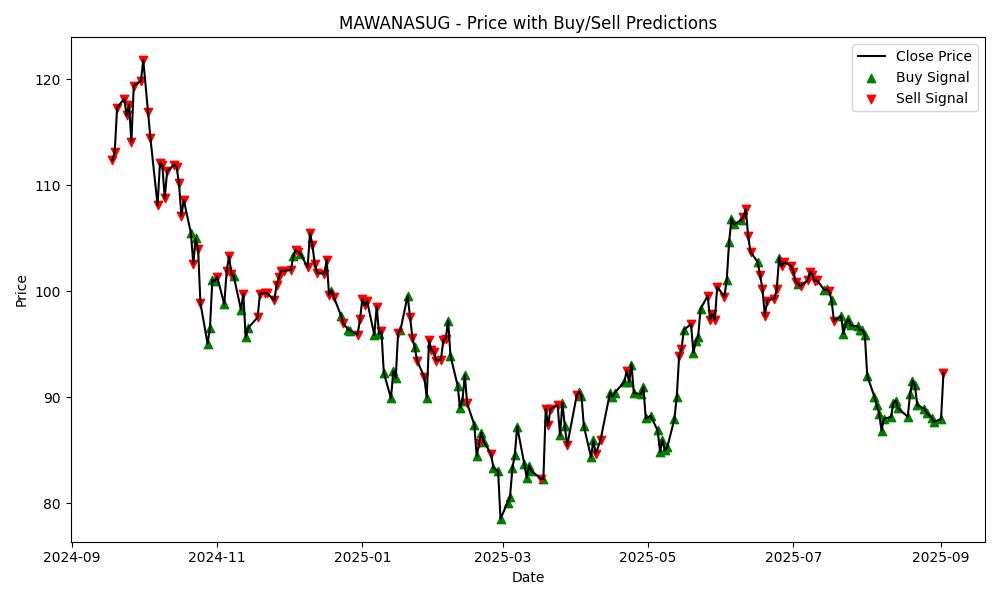 MAWANASUG - Price with Buy/Sell Predictions
Close Price
Buy Signal
Sell Signal
Price
120
110
100
90
80
2024-09
2024-11
2025-01
2025-03
2025-05
2025-07
2025-09
Date